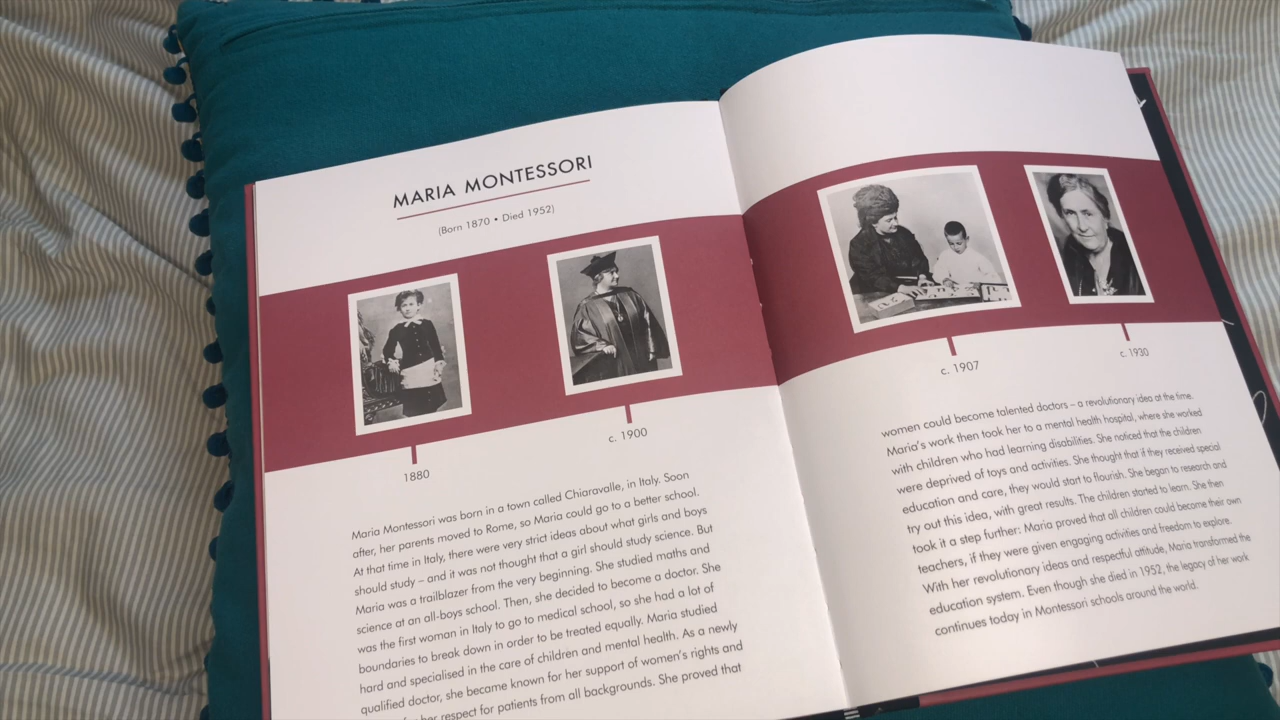 MARIA MONTESSORI
(Born 1870 • Died 1952)
1880
c. 1900
Maria Montessori was born in a town called Chiaravalle, in Italy. Soon
after, her parents moved to Rome, so Maria could go to a better school.
At that time in Italy, there were very strict ideas about what girls and boys
should study – and it was not thought that a girl should study science. But
Maria was a trailblazer from the very beginning. She studied maths and
science at an all-boys school. Then, she decided to become a doctor. She
was the first woman in Italy to go to medical school, so she had a lot of
boundaries to break down in order to be treated equally. Maria studied
hard and specialised in the care of children and mental health. As a newly
qualified doctor, she became known for her support of women's rights and
her respect for patients from all backgrounds. She proved that
c. 1907
c. 1930
women could become talented doctors – a revolutionary idea at the time.
Maria's work then took her to a mental health hospital, where she worked
with children who had learning disabilities. She noticed that the children
were deprived of toys and activities. She thought that if they received special
education and care, they would start to flourish. She began to research and
try out this idea, with great results. The children started to learn. She then
took it a step further: Maria proved that all children could become their own
teachers, if they were given engaging activities and freedom to explore.
With her revolutionary ideas and respectful attitude, Maria transformed the
education system. Even though she died in 1952, the legacy of her work
continues today in Montessori schools around the world.